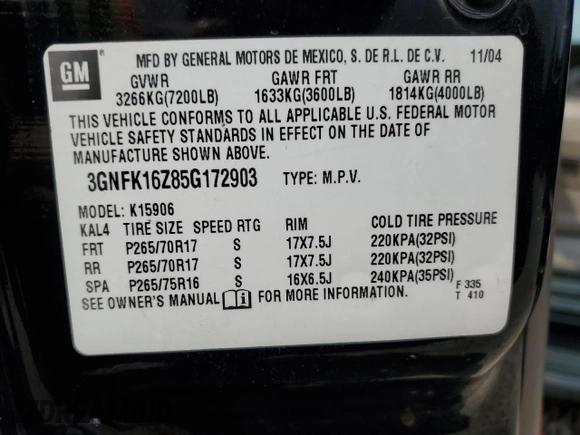 GM
MFD BY GENERAL MOTORS DE MEXICO, S. DE R.L. DE C.V. 11/04
GVWR GAWR FRT GAWR RR
3266KG(7200LB) 1633KG(3600LB) 1814KG(4000LB)
THIS VEHICLE CONFORMS TO ALL APPLICABLE U.S. FEDERAL MOTOR
VEHICLE SAFETY STANDARDS IN EFFECT ON THE DATE OF
MANUFACTURE SHOWN ABOVE.
3GNFK16Z85G172903 TYPE: M.P.V.
MODEL: K15906
KAL4 TIRE SIZE SPEED RTG RIM COLD TIRE PRESSURE
FRT P265/70R17 S 17X7.5J 220KPA(32PSI)
RR P265/70R17 S 17X7.5J 220KPA(32PSI)
SPA P265/75R16 S 16X6.5J 240KPA(35PSI)
SEE OWNER'S MANUAL i FOR MORE INFORMATION.
F 335
T 410